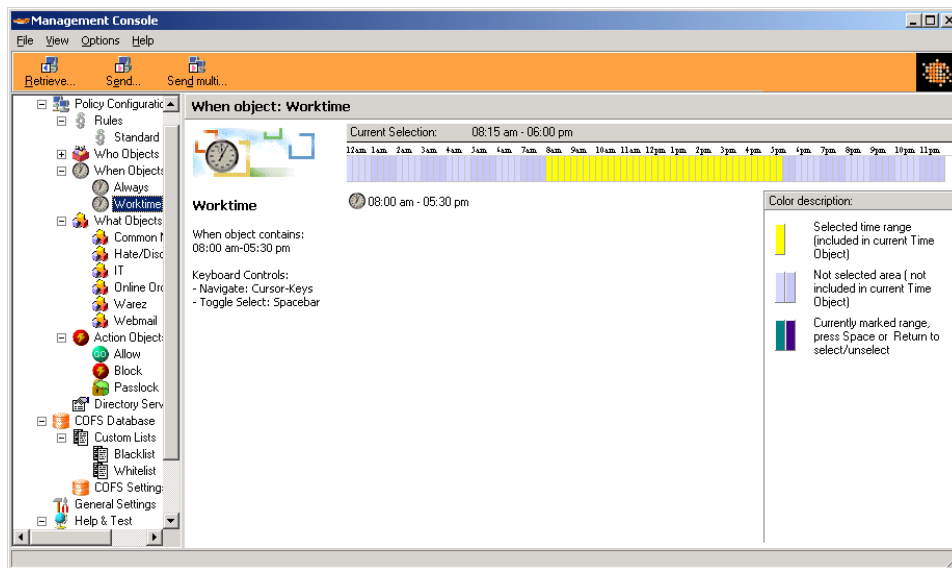 Management Console
File View Options Help
Retrieve... Send... Send multi...
Policy Configuratic
Rules
Standard
Who Objects
When Objects
Always
Worktime
What Objects
Common N
Hate/Disc
IT
Online Ord
Warez
Webmail
Action Objects
Allow
Block
Passlock
Directory Serv
COFS Database
Custom Lists
Blacklist
Whitelist
COFS Setting
General Settings
Help & Test
When object: Worktime
Current Selection: 08:15 am - 06:00 pm
12am 1am 2am 3am 4am 5am 6am 7am 8am 9am 10am 11am 12pm 1pm 2pm 3pm 4pm 5pm 6pm 7pm 8pm 9pm 10pm 11pm
Worktime
When object contains:
08:00 am-05:30 pm
Keyboard Controls:
- Navigate: Cursor-Keys
- Toggle Select: Spacebar
08:00 am - 05:30 pm
Color description:
Selected time range
(included in current Time
Object)
Not selected area ( not
included in current Time
Object)
Currently marked range,
press Space or Return to
select/unselect